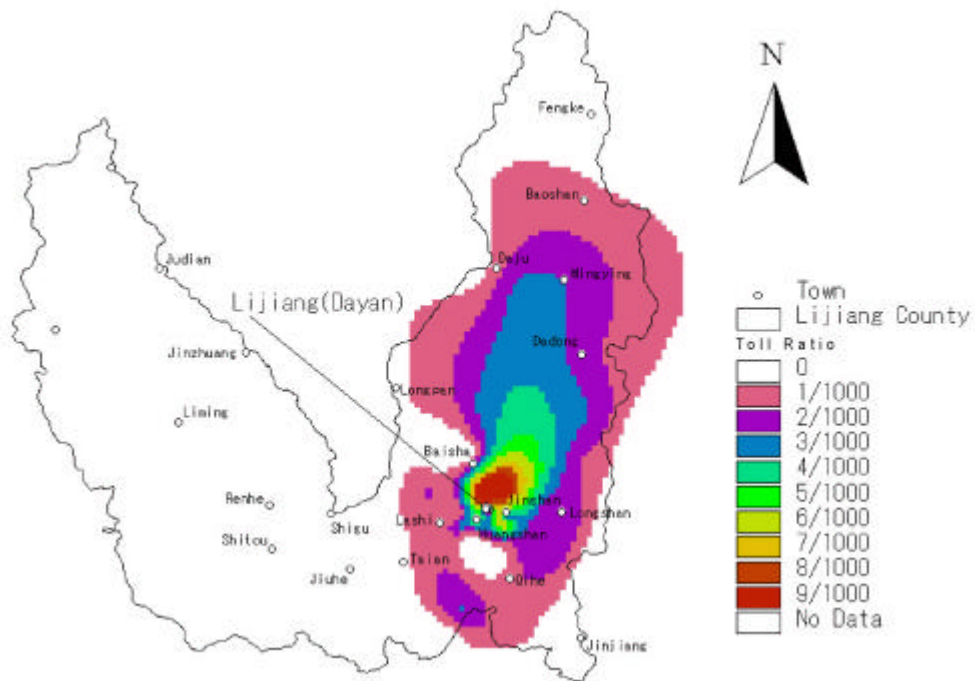 N
Fengke
Baoshan
Judian
Daju
Mingying
Lijiang(Dayan)
Town
Lijiang County
Toll Ratio
Jinzhuang
Dadong
0
Longpan
1/1000
Liming
2/1000
3/1000
Baisha
4/1000
5/1000
Renhe
Jinshan
6/1000
Shigu
Lashi
Longshan
7/1000
Shitou
Huangshan
8/1000
Jiuhe
Taian
Qihe
9/1000
No Data
Jinjiang